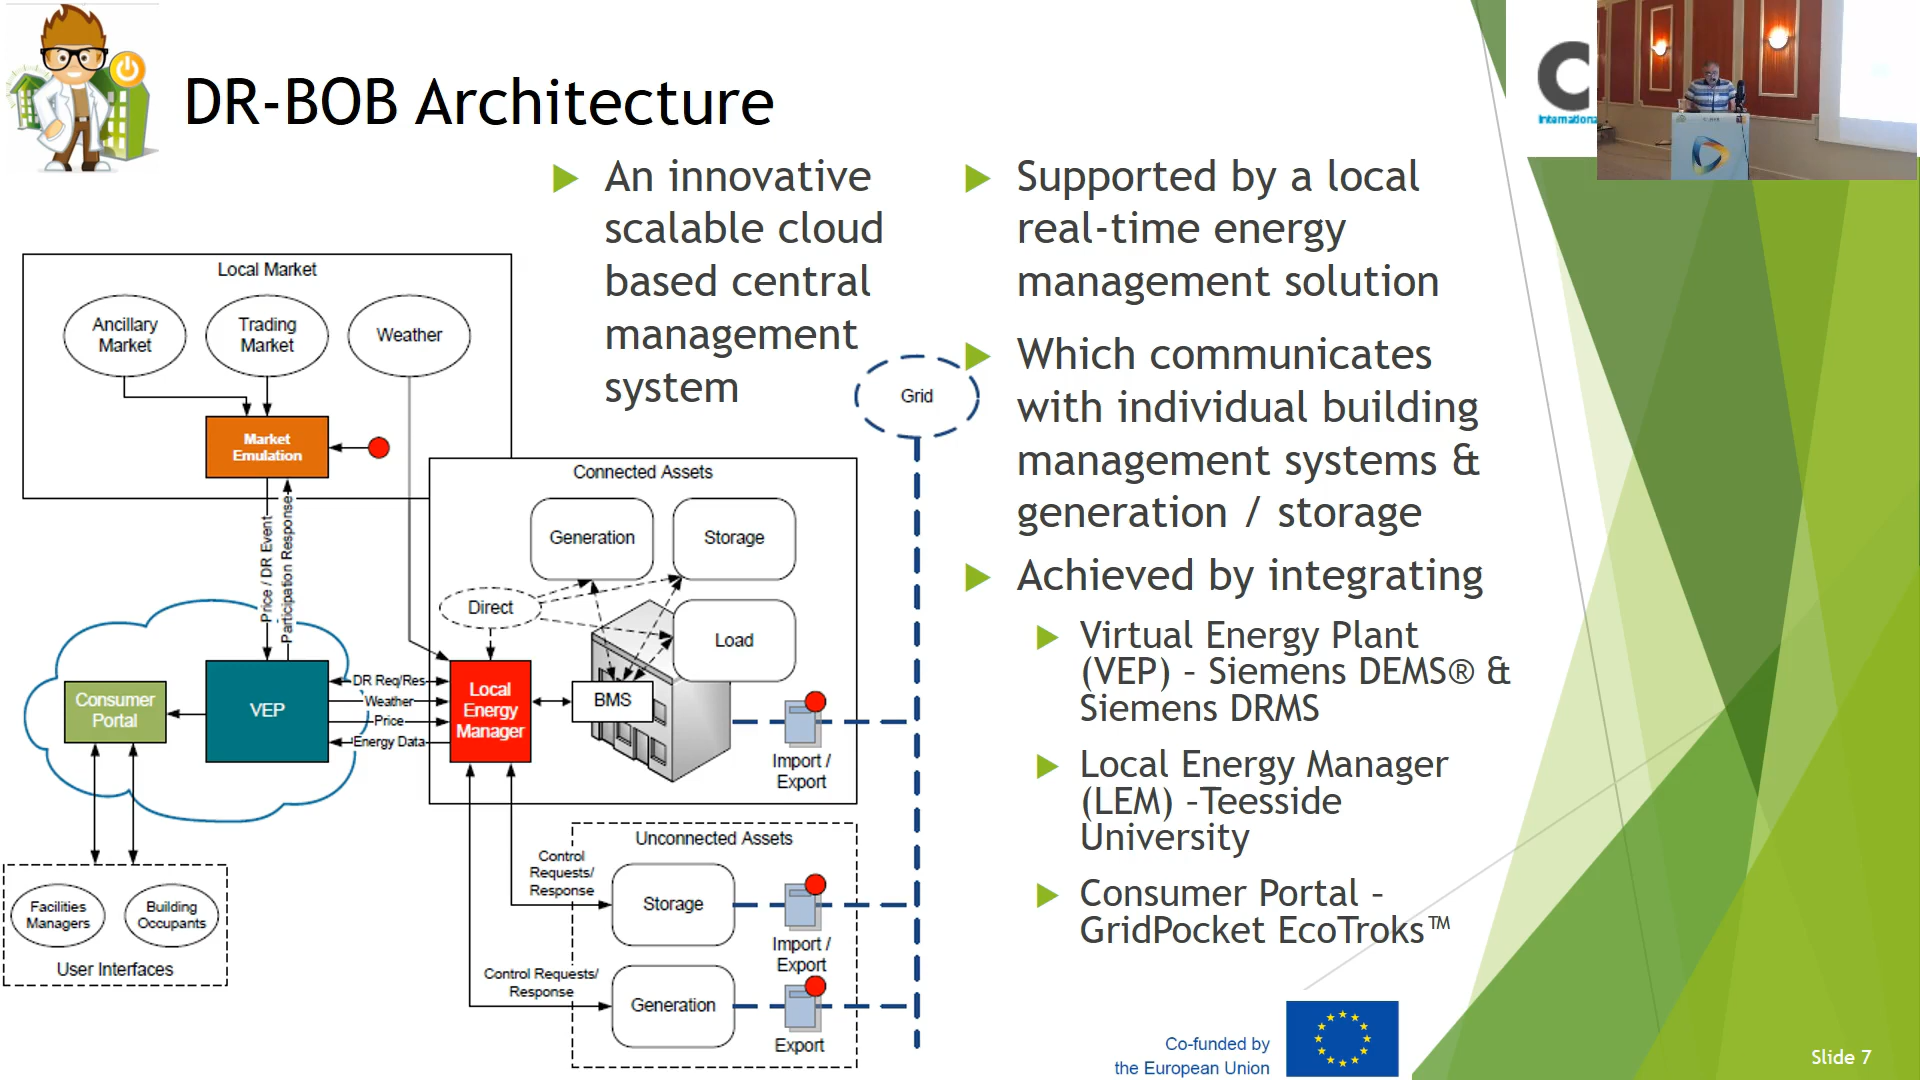 DR-BOB Architecture
An innovative
scalable cloud
based central
management
system
Supported by a local
real-time energy
management solution
Which communicates
with individual building
management systems &
generation / storage
Achieved by integrating
Virtual Energy Plant
(VEP) – Siemens DEMS® &
Siemens DRMS
Local Energy Manager
(LEM) –Teesside
University
Consumer Portal –
GridPocket EcoTroks™
Local Market
Ancillary
Market
Trading
Market
Weather
Market
Emulation
Price / DR Event
Participation Response
Grid
Connected Assets
Generation
Storage
Direct
Load
BMS
Local
Energy
Manager
Import /
Export
Consumer
Portal
VEP
DR Req/Res
Weather
Price
Energy Data
Facilities
Managers
Building
Occupants
User Interfaces
Unconnected Assets
Control
Requests/
Response
Storage
Import /
Export
Control Requests/
Response
Generation
Export
Co-funded by
the European Union
Slide 7
C
Internationa